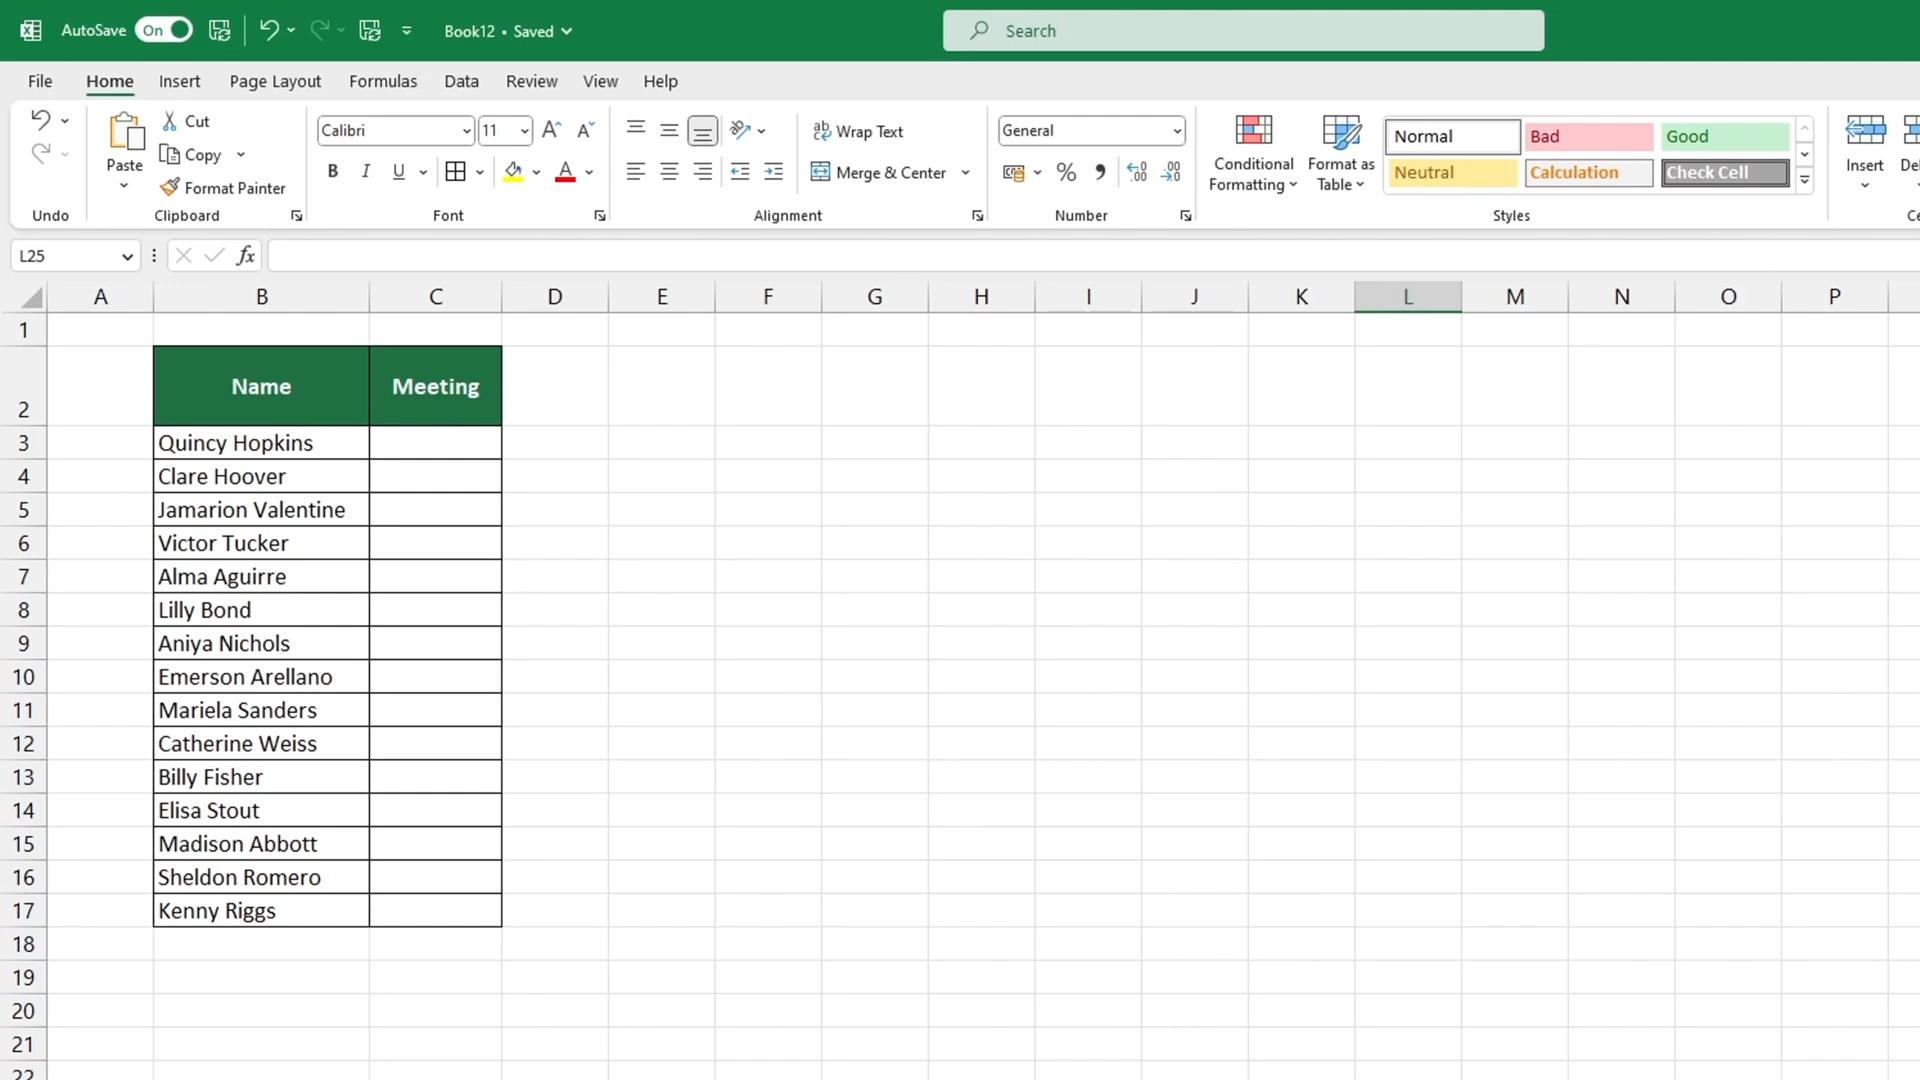 AutoSave On Book12 • Saved Search
File Home Insert Page Layout Formulas Data Review View Help
Cut
Copy
Format Painter
Paste
Undo
Clipboard
Calibri 11
B I U
Font
Wrap Text
Merge & Center
Alignment
General
% .00 .00
Number
Conditional
Formatting
Format as
Table
Normal Bad Good
Neutral Calculation Check Cell
Styles
Insert
L25 fx
A B C D E F G H I J K L M N O P
1
2 Name Meeting
3 Quincy Hopkins
4 Clare Hoover
5 Jamarion Valentine
6 Victor Tucker
7 Alma Aguirre
8 Lilly Bond
9 Aniya Nichols
10 Emerson Arellano
11 Mariela Sanders
12 Catherine Weiss
13 Billy Fisher
14 Elisa Stout
15 Madison Abbott
16 Sheldon Romero
17 Kenny Riggs
18
19
20
21
22